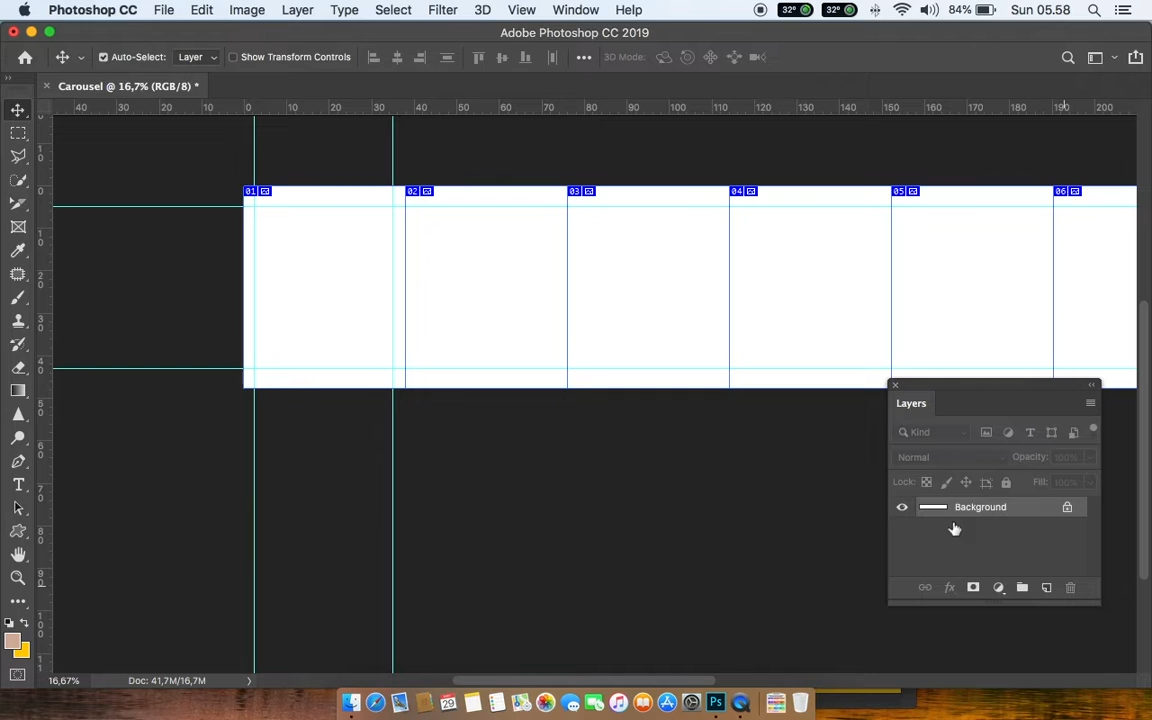 Photoshop CC File Edit Image Layer Type Select Filter 3D View Window Help 32° 32° 84% Sun 05.58
Adobe Photoshop CC 2019
Auto-Select: Layer Show Transform Controls 3D Mode:
Carousel @ 16,7% (RGB/8) *
40 30 20 10 0 10 20 30 40 50 60 70 80 90 100 110 120 130 140 150 160 170 180 190 200
01 02 03 04 05 06
Layers
Kind
Normal Opacity: 100%
Lock: Fill: 100%
Background
fx
16,67% Doc: 41,7M/16,7M